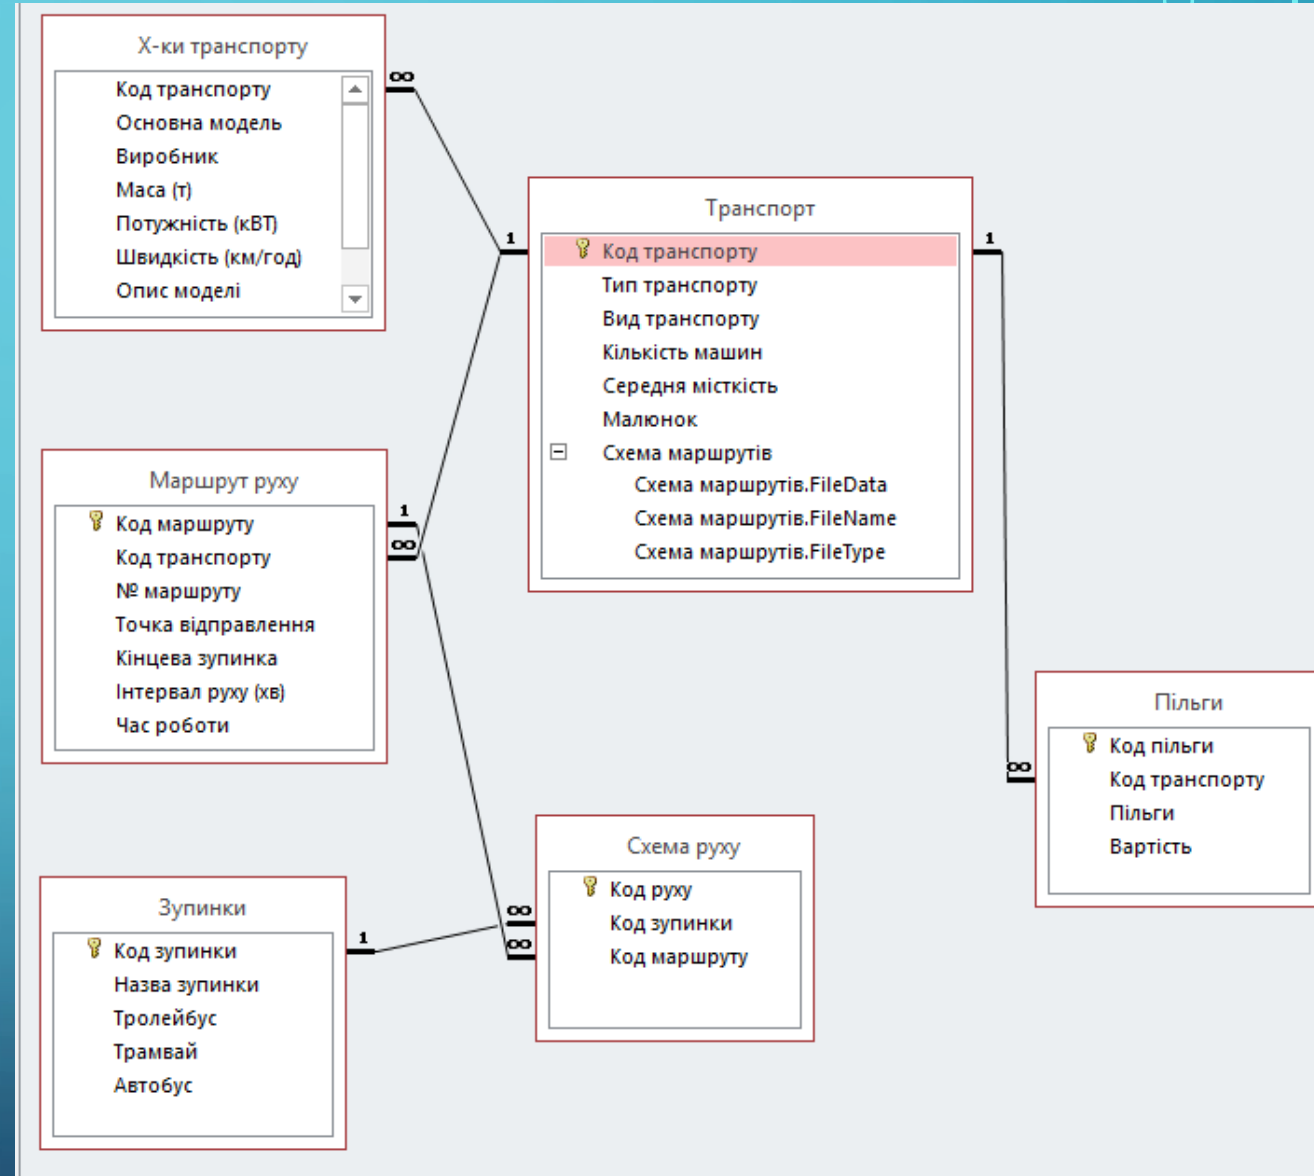 Х-ки транспорту
Код транспорту
Основна модель
Виробник
Маса (т)
Потужність (кВТ)
Швидкість (км/год)
Опис моделі
∞
1
Транспорт
Код транспорту
Тип транспорту
Вид транспорту
Кількість машин
Середня місткість
Малюнок
Схема маршрутів
Схема маршрутів.FileData
Схема маршрутів.FileName
Схема маршрутів.FileType
1
Маршрут руху
Код маршруту
Код транспорту
№ маршруту
Точка відправлення
Кінцева зупинка
Інтервал руху (хв)
Час роботи
1
∞
Пільги
Код пільги
Код транспорту
Пільги
Вартість
∞
Схема руху
Код руху
Код зупинки
Код маршруту
∞
∞
Зупинки
Код зупинки
Назва зупинки
Тролейбус
Трамвай
Автобус
1